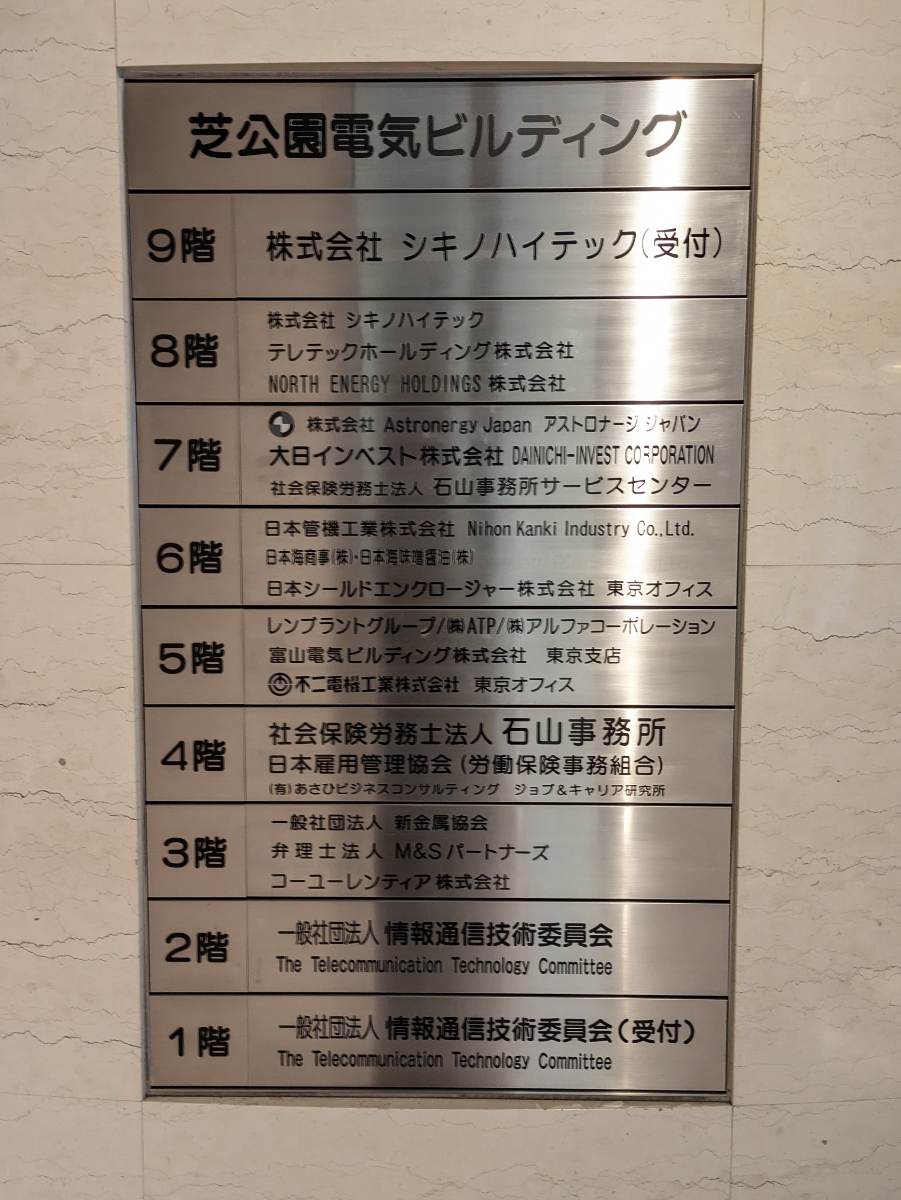 芝公園電気ビルディング
9階 株式会社 シキノハイテック(受付)
8階 株式会社 シキノハイテック
テレテックホールディング株式会社
NORTH ENERGY HOLDINGS 株式会社
7階 株式会社 Astronergy Japan アストロナージ ジャパン
大日インベスト株式会社 DAINICHI-INVEST CORPORATION
社会保険労務士法人 石山事務所サービスセンター
6階 日本管機工業株式会社 Nihon Kanki Industry Co.,Ltd.
日本海商事(株)・日本海味噌醤油(株)
日本シールドエンクロージャー株式会社 東京オフィス
5階 レンブラントグループ/㈱ATP/㈱アルファコーポレーション
富山電気ビルディング株式会社 東京支店
不二電機工業株式会社 東京オフィス
4階 社会保険労務士法人 石山事務所
日本雇用管理協会(労働保険事務組合)
(有)あさひビジネスコンサルティング ジョブ&キャリア研究所
3階 一般社団法人 新金属協会
弁理士法人 M&Sパートナーズ
コーユーレンティア株式会社
2階 一般社団法人 情報通信技術委員会
The Telecommunication Technology Committee
1階 一般社団法人 情報通信技術委員会(受付)
The Telecommunication Technology Committee